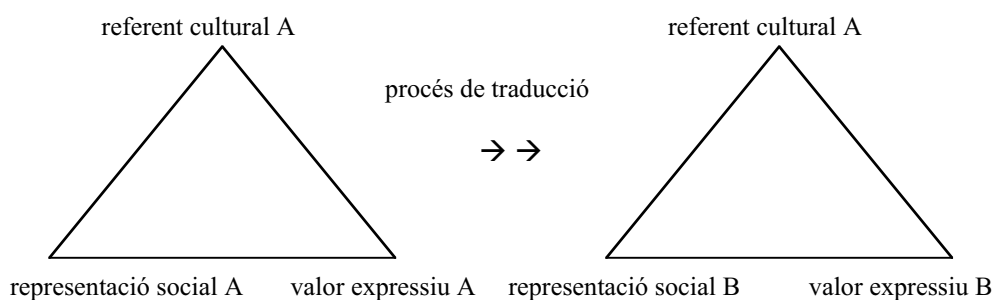 referent cultural A referent cultural A
procés de traducció
→ →
representació social A valor expressiu A representació social B valor expressiu B